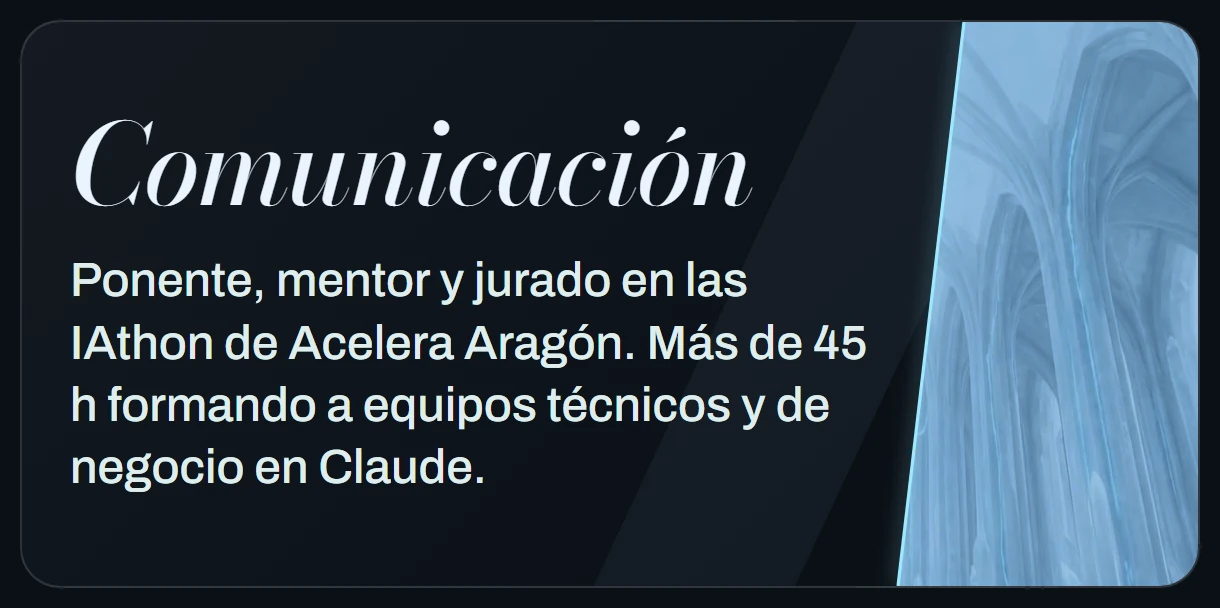 Comunicación
Ponente, mentor y jurado en las
IAthon de Acelera Aragón. Más de 45
h formando a equipos técnicos y de
negocio en Claude.